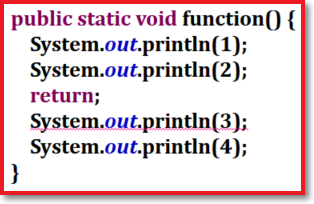 public static void function() {
System.out.println(1);
System.out.println(2);
return;
System.out.println(3);
System.out.println(4);
}